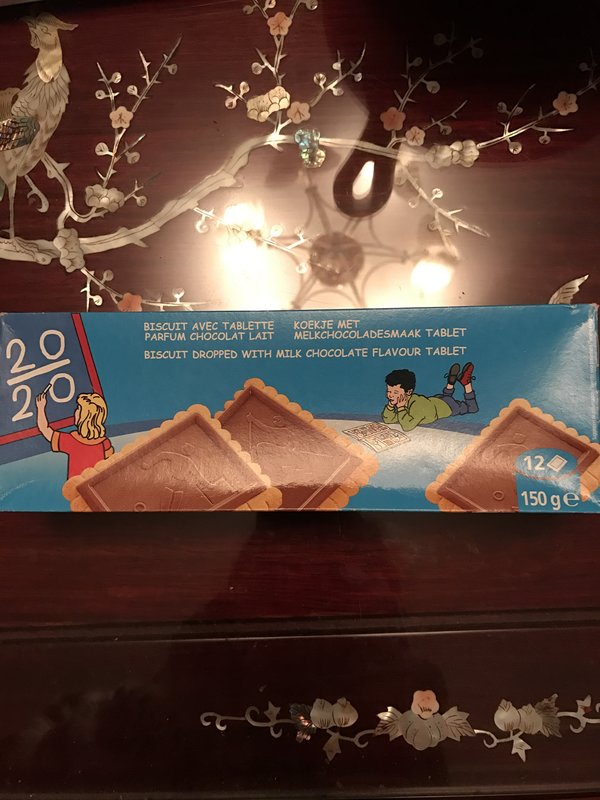 20
20
BISCUIT AVEC TABLETTE
PARFUM CHOCOLAT LAIT
KOEKJE MET
MELKCHOCOLADESMAAK TABLET
BISCUIT DROPPED WITH MILK CHOCOLATE FLAVOUR TABLET
12
150 g e